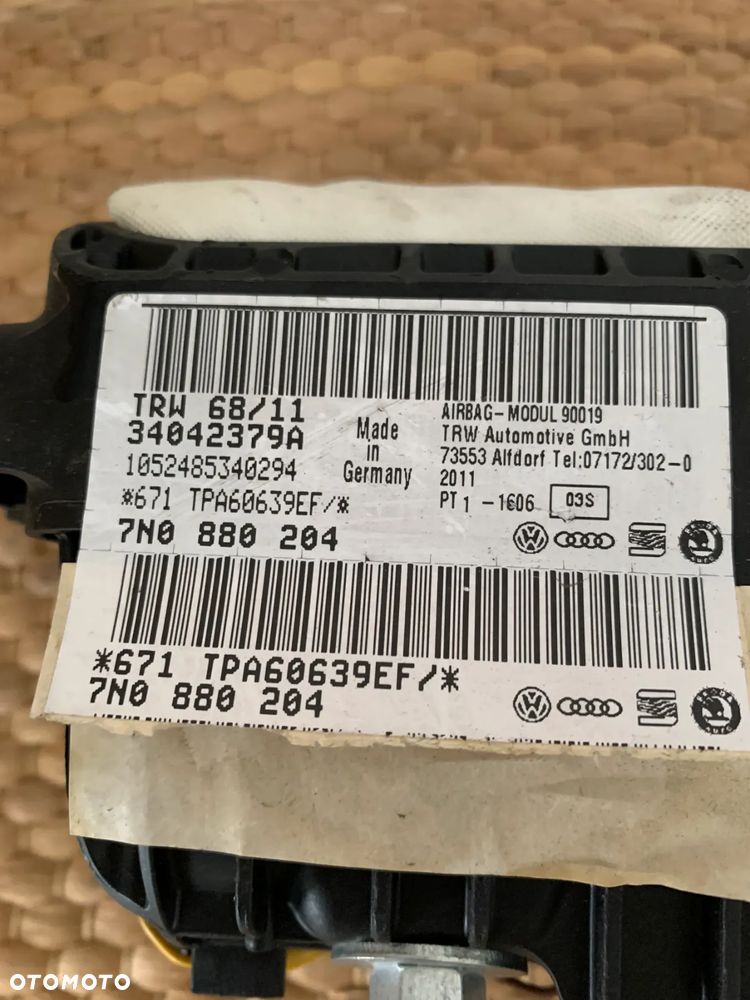 TRW 68/11
34042379A
1052485340294
*671 TPA60639EF/*
7N0 880 204
Made
in
Germany
AIRBAG-MODUL 90019
TRW Automotive GmbH
73553 Alfdorf Tel:07172/302-0
2011
PT 1 -1606 03S
*671 TPA60639EF/*
7N0 880 204
OTOMOTO